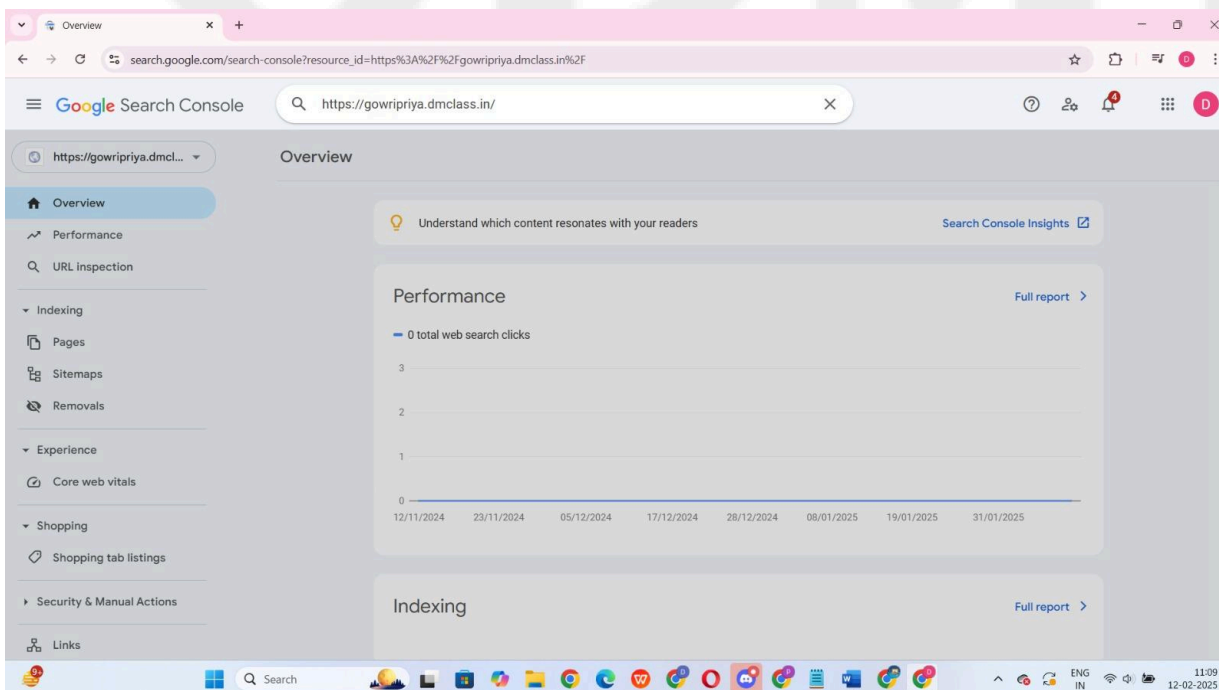 Overview
search.google.com/search-console?resource_id=https%3A%2F%2Fgowripriya.dmclass.in%2F
D
Google Search Console
https://gowripriya.dmclass.in/
4
D
https://gowripriya.dmcl...
Overview
Overview
Performance
URL inspection
Indexing
Pages
Sitemaps
Removals
Experience
Core web vitals
Shopping
Shopping tab listings
Security & Manual Actions
Links
Understand which content resonates with your readers
Search Console Insights
Performance
Full report
0 total web search clicks
3
2
1
0
12/11/2024 23/11/2024 05/12/2024 17/12/2024 28/12/2024 08/01/2025 19/01/2025 31/01/2025
Indexing
Full report
9+
Search
ENG
IN
11:09
12-02-2025